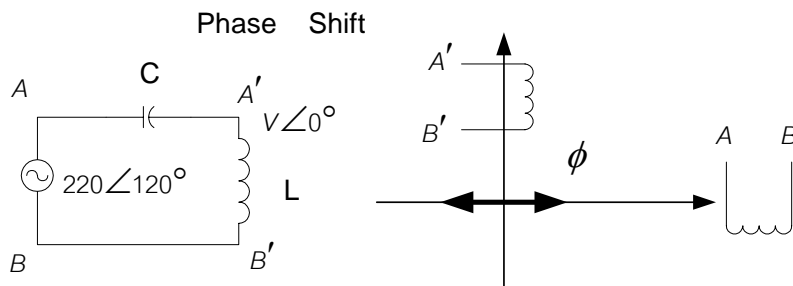 Phase Shift
C
A
A′
V∠0°
220∠120°
L
B
B′
A′
B′
ϕ
A
B